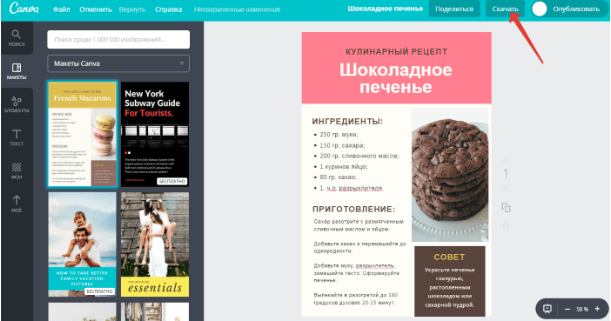 Canva Файл Отменить Вернуть Справка Несохраненные изменения Шоколадное печенье Поделиться Скачать Опубликовать
ПОИСК
МАКЕТЫ
ЭЛЕМЕНТЫ
ТЕКСТ
ФОН
МОЁ
Поиск среди 1 000 000 изображений...
Макеты Canva
French Macarons
New York
Subway Guide
For Tourists.
БЕСПЛАТНО
HOW TO TAKE BETTER
FAMILY VACATION
PICTURES
БЕСПЛАТНО
essentials
КУЛИНАРНЫЙ РЕЦЕПТ
Шоколадное
печенье
ИНГРЕДИЕНТЫ:
250 гр. муки;
150 гр. сахара;
200 гр. сливочного масла;
1 куриное яйцо;
80 гр. какао;
1. ч.л. разрыхлителя.
ПРИГОТОВЛЕНИЕ:
Сахар разотрите с размягченным
сливочным маслом и яйцом.
Добавьте какао и перемешайте до
однородности.
Добавьте муку, разрыхлитель,
замешайте тесто. Сформируйте
печенье.
Выпекайте в разогретой до 190
градусов духовке 20-25 минут.
СОВЕТ
Украсьте печенье
глазурью,
растопленным
шоколадом или
сахарной пудрой.
50 %